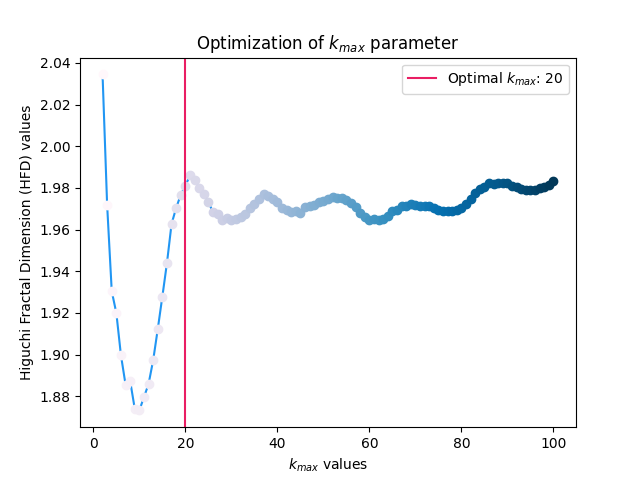 Optimization of k_max parameter
Optimal k_max: 20
Higuchi Fractal Dimension (HFD) values
2.04
2.02
2.00
1.98
1.96
1.94
1.92
1.90
1.88
0 20 40 60 80 100
k_max values